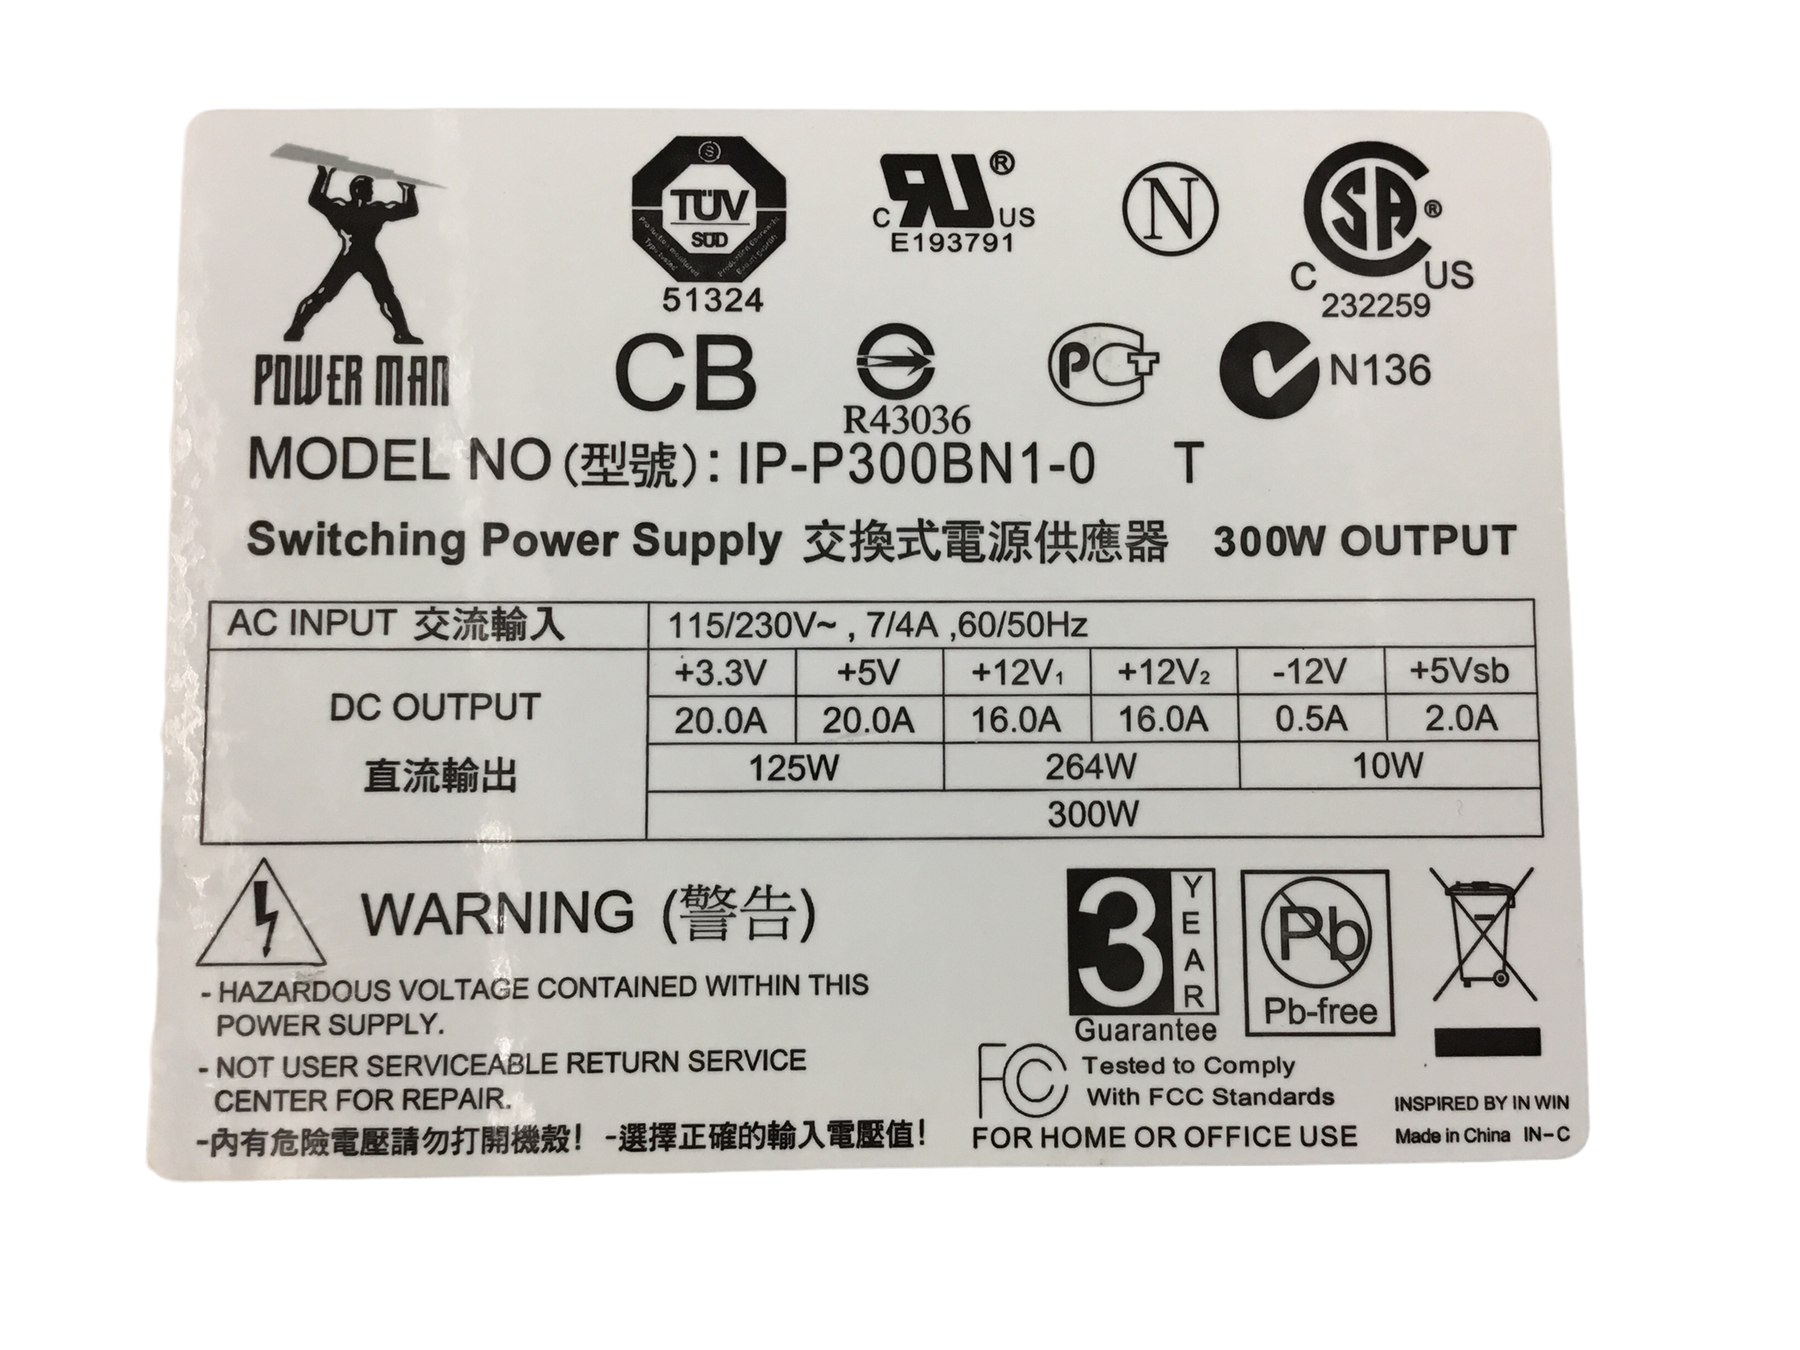 TÜV
SÜD
51324
C RU ® US
E193791
N
CSA ®
C US
232259
POWER MAN
CB
R43036
PCT
N136
MODEL NO (型號) : IP-P300BN1-0 T
Switching Power Supply 交換式電源供應器 300W OUTPUT
AC INPUT 交流輸入 115/230V~ , 7/4A ,60/50Hz
+3.3V +5V +12V₁ +12V₂ -12V +5Vsb
DC OUTPUT
20.0A 20.0A 16.0A 16.0A 0.5A 2.0A
直流輸出
125W 264W 10W
300W
WARNING (警告)
- HAZARDOUS VOLTAGE CONTAINED WITHIN THIS
POWER SUPPLY.
- NOT USER SERVICEABLE RETURN SERVICE
CENTER FOR REPAIR.
-內有危險電壓請勿打開機殼! -選擇正確的輸入電壓值!
3 YEAR
Guarantee
Pb
Pb-free
FC Tested to Comply
With FCC Standards
FOR HOME OR OFFICE USE
INSPIRED BY IN WIN
Made in China IN-C